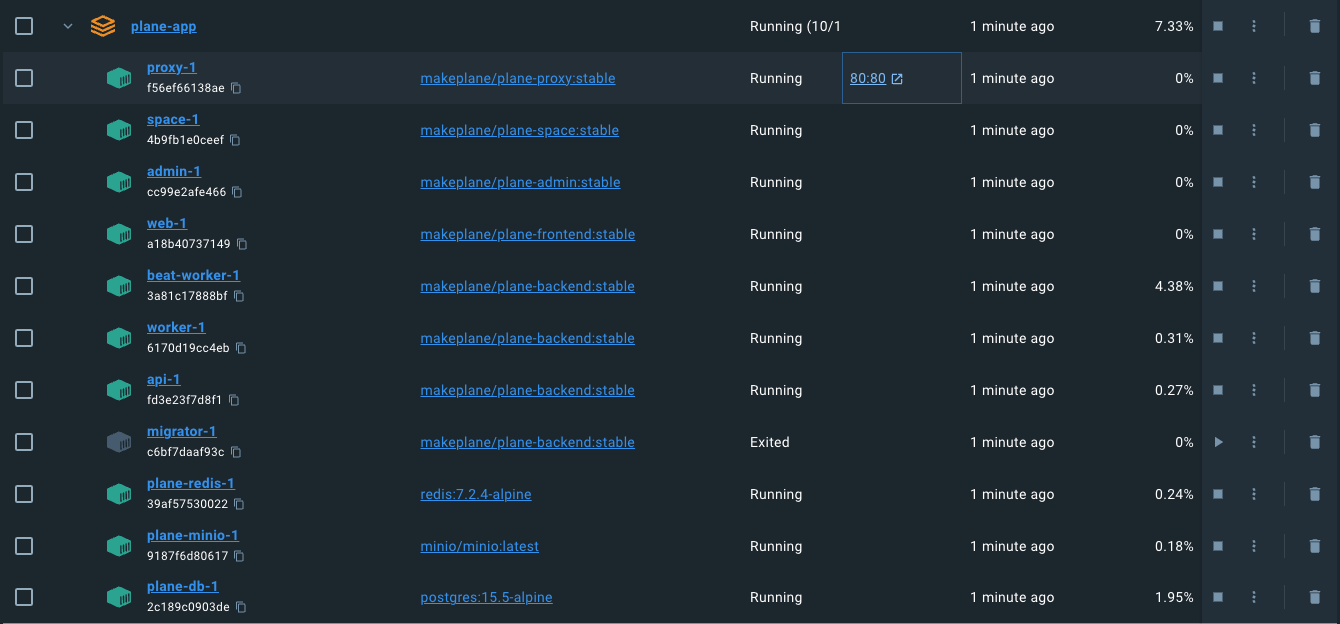 plane-app Running (10/1 1 minute ago 7.33%
proxy-1
f56ef66138ae makeplane/plane-proxy:stable Running 80:80 1 minute ago 0%
space-1
4b9fb1e0ceef makeplane/plane-space:stable Running 1 minute ago 0%
admin-1
cc99e2afe466 makeplane/plane-admin:stable Running 1 minute ago 0%
web-1
a18b40737149 makeplane/plane-frontend:stable Running 1 minute ago 0%
beat-worker-1
3a81c17888bf makeplane/plane-backend:stable Running 1 minute ago 4.38%
worker-1
6170d19cc4eb makeplane/plane-backend:stable Running 1 minute ago 0.31%
api-1
fd3e23f7d8f1 makeplane/plane-backend:stable Running 1 minute ago 0.27%
migrator-1
c6bf7daaf93c makeplane/plane-backend:stable Exited 1 minute ago 0%
plane-redis-1
39af57530022 redis:7.2.4-alpine Running 1 minute ago 0.24%
plane-minio-1
9187f6d80617 minio/minio:latest Running 1 minute ago 0.18%
plane-db-1
2c189c0903de postgres:15.5-alpine Running 1 minute ago 1.95%